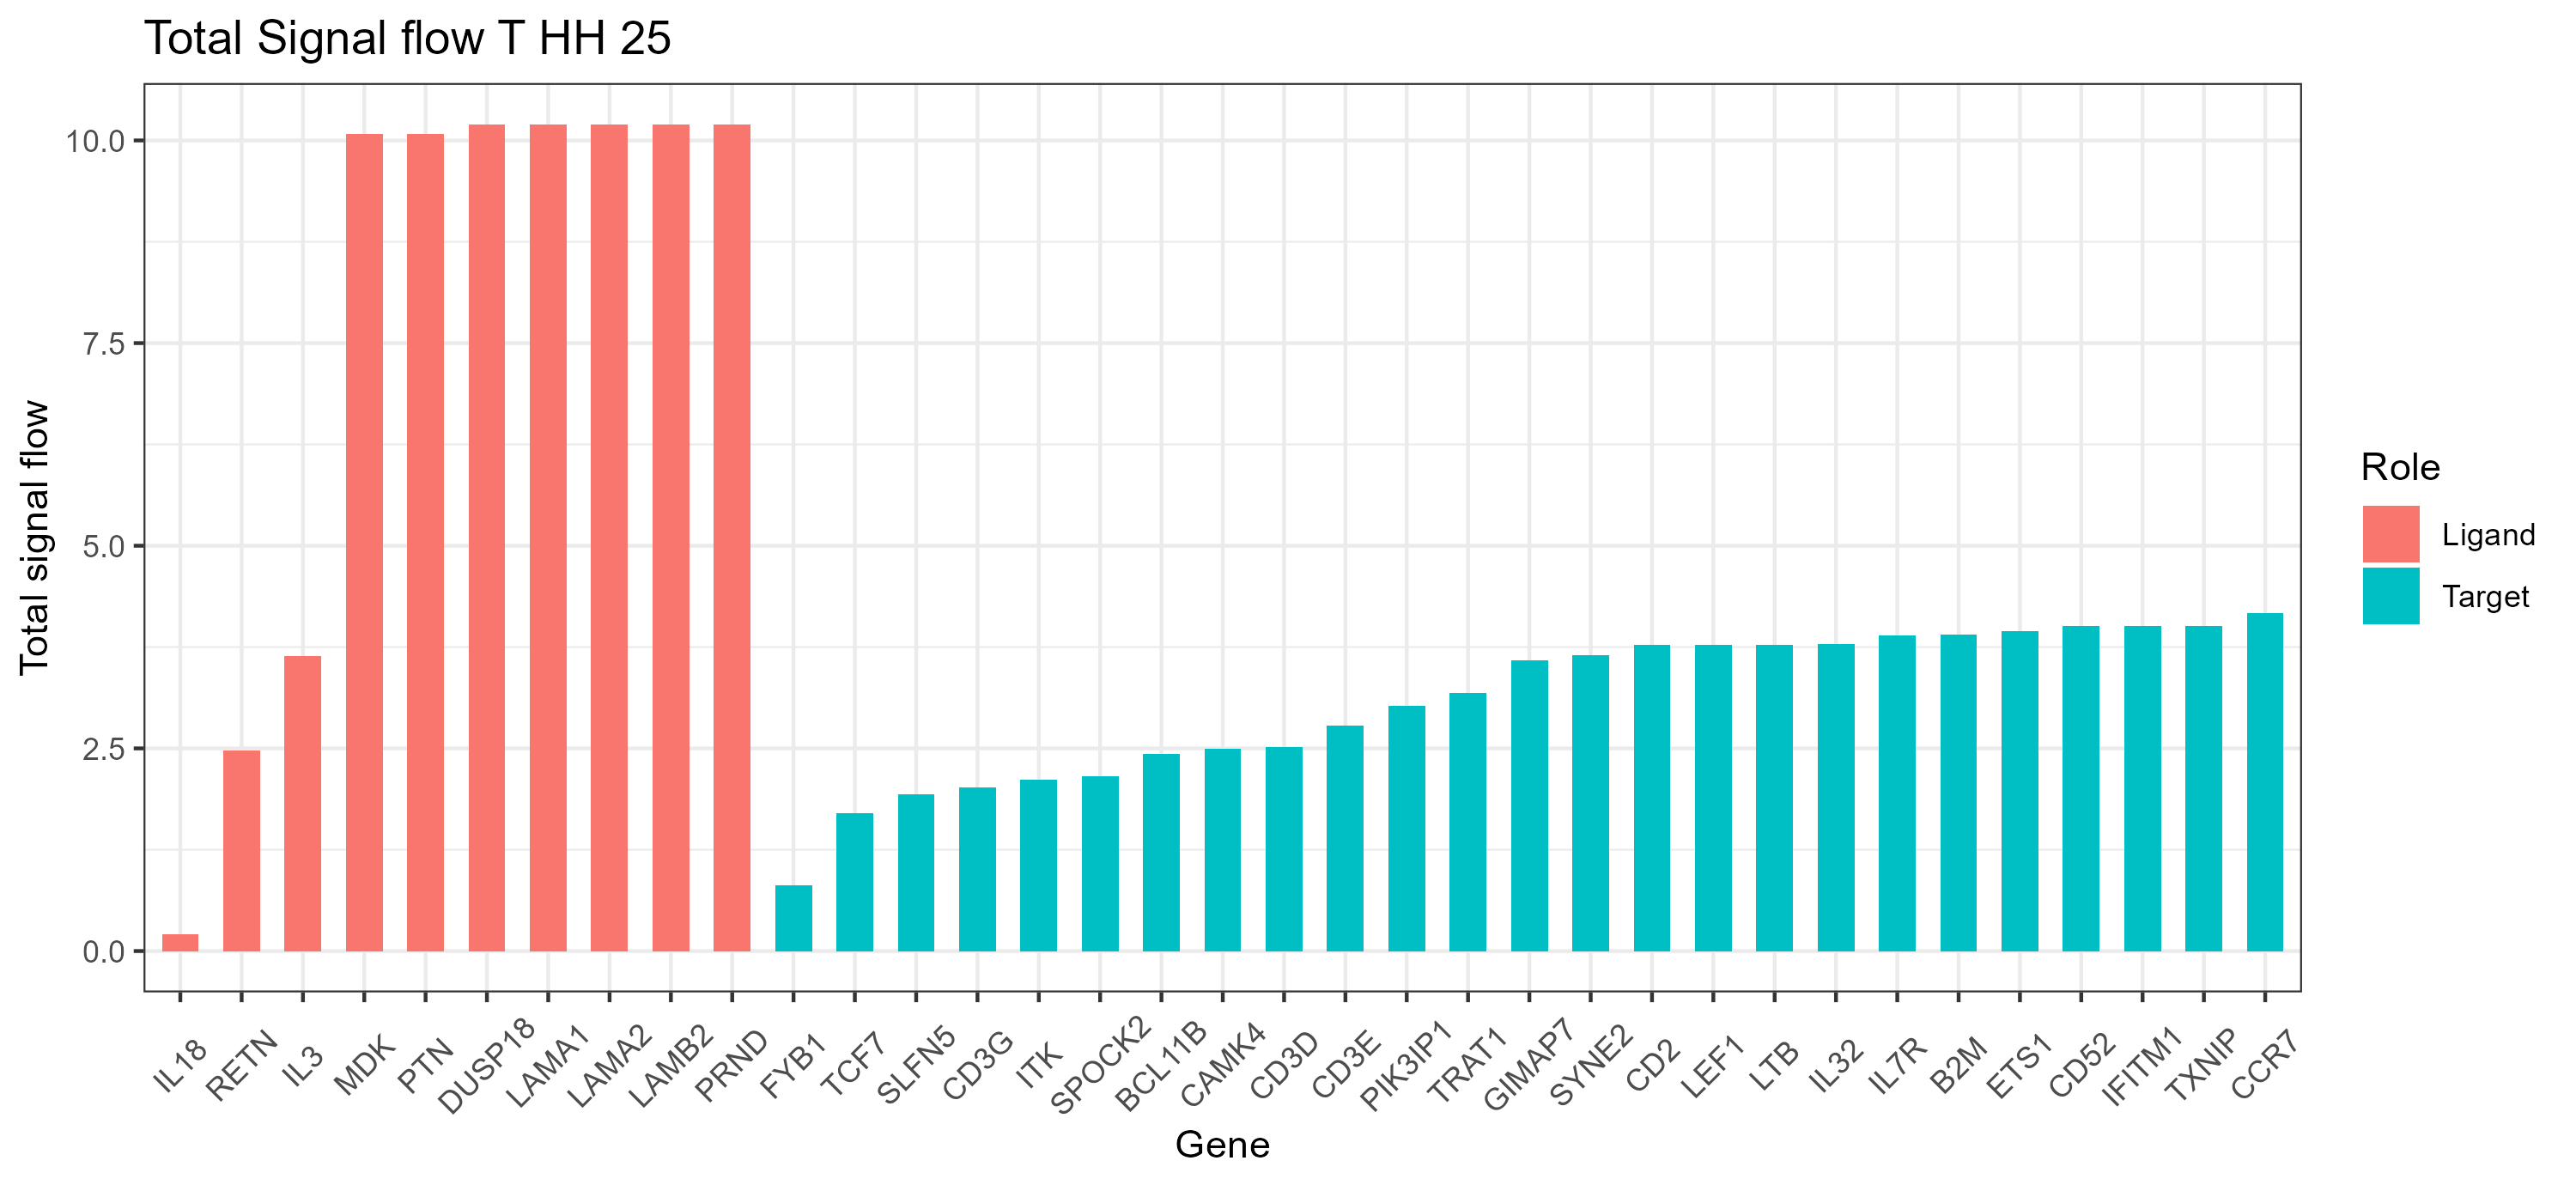 Total Signal flow T HH 25
Total signal flow
10.0
7.5
5.0
2.5
0.0
IL18
RETN
IL3
MDK
PTN
DUSP18
LAMA1
LAMA2
LAMB2
PRND
FYB1
TCF7
SLFN5
CD3G
ITK
SPOCK2
BCL11B
CAMK4
CD3D
CD3E
PIK3IP1
TRAT1
GIMAP7
SYNE2
CD2
LEF1
LTB
IL32
IL7R
B2M
ETS1
CD52
IFITM1
TXNIP
CCR7
Gene
Role
Ligand
Target